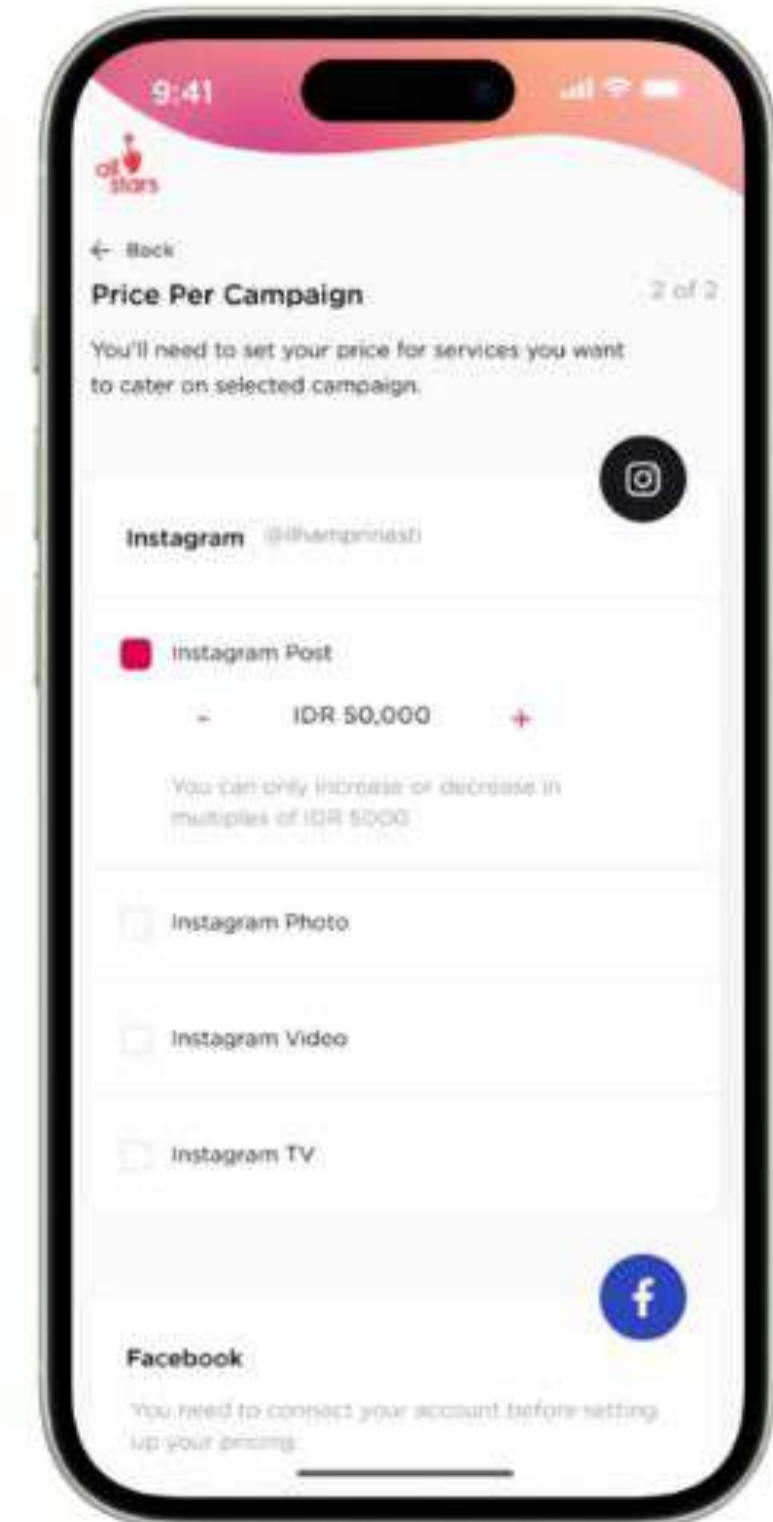 9:41
all
stars
← Back
Price Per Campaign
2 of 2
You'll need to set your price for services you want
to cater on selected campaign.
Instagram
Instagram Post
- IDR 50,000 +
You can only increase or decrease in
multiples of IDR 5000
Instagram Photo
Instagram Video
Instagram TV
f
Facebook
You need to connect your account before setting
up your pricing.